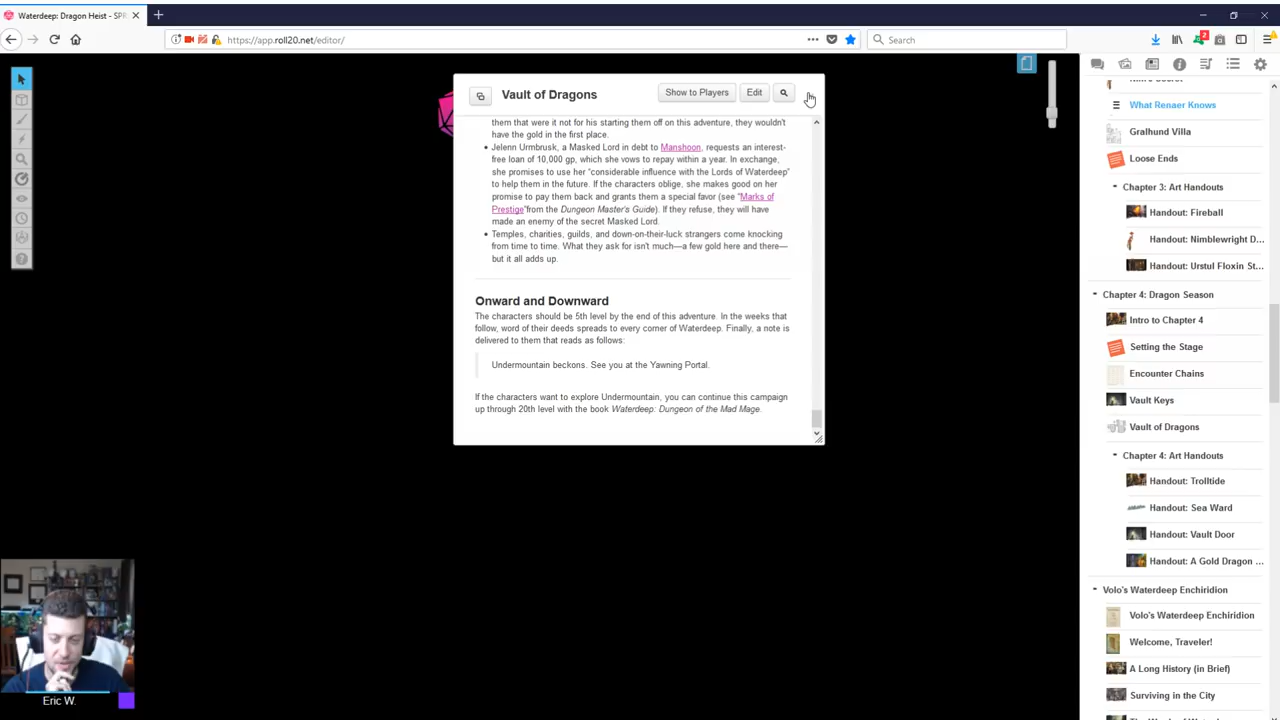 Waterdeep: Dragon Heist - SPR
https://app.roll20.net/editor/
Search
2
Vault of Dragons
Show to Players
Edit
them that were it not for his starting them off on this adventure, they wouldn't
have the gold in the first place.
Jelenn Urmbrusk, a Masked Lord in debt to Manshoon, requests an interest-
free loan of 10,000 gp, which she vows to repay within a year. In exchange,
she promises to use her "considerable influence with the Lords of Waterdeep"
to help them in the future. If the characters oblige, she makes good on her
promise to pay them back and grants them a special favor (see "Marks of
Prestige"from the Dungeon Master's Guide). If they refuse, they will have
made an enemy of the secret Masked Lord.
Temples, charities, guilds, and down-on-their-luck strangers come knocking
from time to time. What they ask for isn't much—a few gold here and there—
but it all adds up.
Onward and Downward
The characters should be 5th level by the end of this adventure. In the weeks that
follow, word of their deeds spreads to every corner of Waterdeep. Finally, a note is
delivered to them that reads as follows:
Undermountain beckons. See you at the Yawning Portal.
If the characters want to explore Undermountain, you can continue this campaign
up through 20th level with the book Waterdeep: Dungeon of the Mad Mage.
What Renaer Knows
Gralhund Villa
Loose Ends
Chapter 3: Art Handouts
Handout: Fireball
Handout: Nimblewright D...
Handout: Urstul Floxin St...
Chapter 4: Dragon Season
Intro to Chapter 4
Setting the Stage
Encounter Chains
Vault Keys
Vault of Dragons
Chapter 4: Art Handouts
Handout: Trolltide
Handout: Sea Ward
Handout: Vault Door
Handout: A Gold Dragon ...
Volo's Waterdeep Enchiridion
Volo's Waterdeep Enchiridion
Welcome, Traveler!
A Long History (in Brief)
Surviving in the City
Eric W.